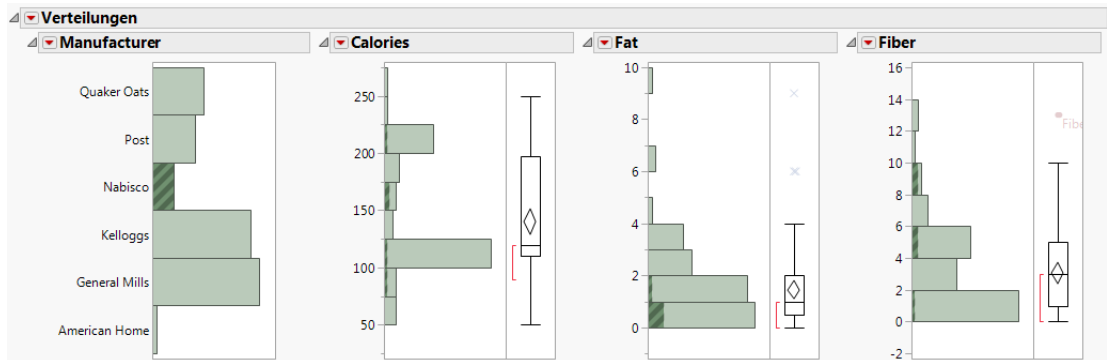 Verteilungen
Manufacturer
Quaker Oats
Post
Nabisco
Kelloggs
General Mills
American Home
Calories
250
200
150
100
50
Fat
10
8
6
4
2
0
Fiber
16
14
12
10
8
6
4
2
0
-2
Fibe